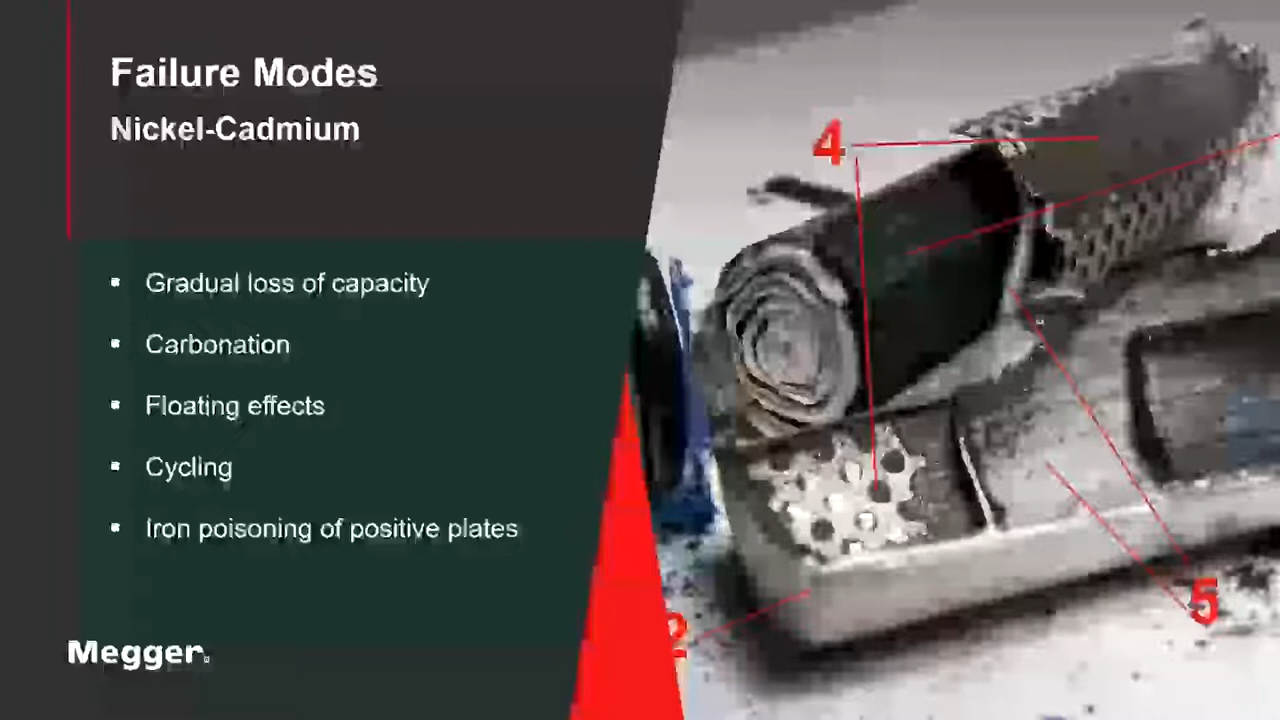 Failure Modes
Nickel-Cadmium
4
▪ Gradual loss of capacity
▪ Carbonation
▪ Floating effects
▪ Cycling
▪ Iron poisoning of positive plates
5
2
Megger